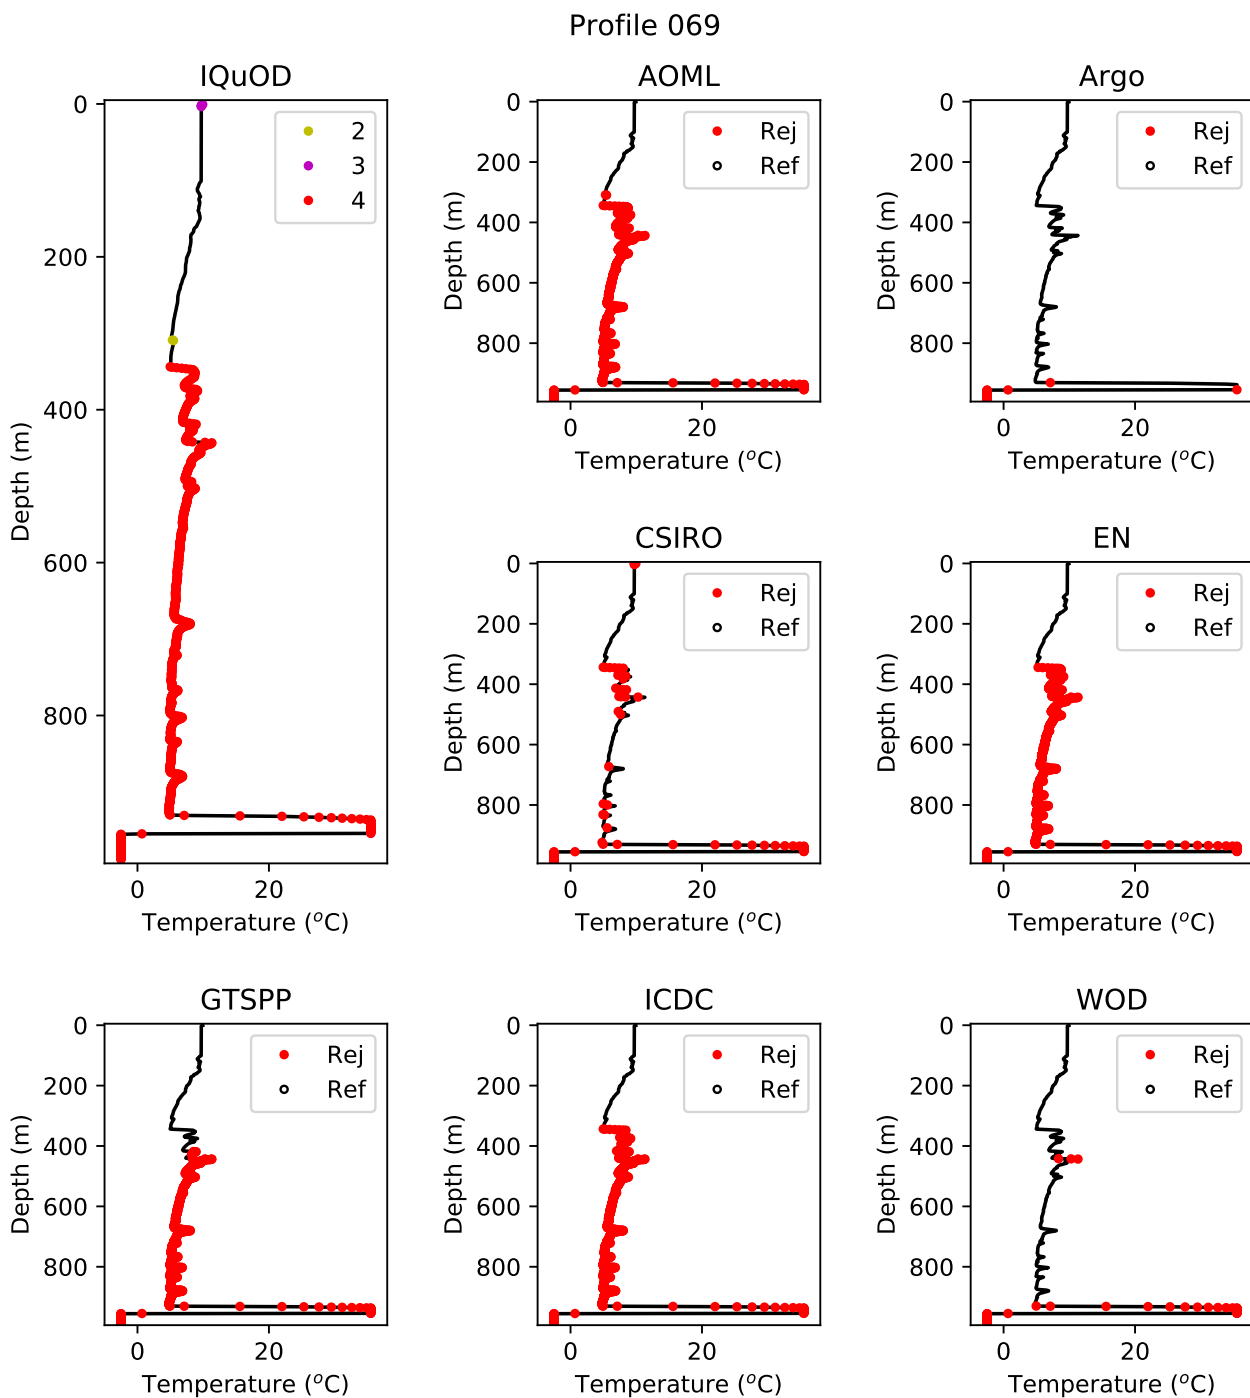 Profile 069
IQuOD
0
200
400
600
800
Depth (m)
2
3
4
0 20
Temperature (°C)
AOML
0
200
400
600
800
Depth (m)
Rej
Ref
0 20
Temperature (°C)
Argo
0
200
400
600
800
Depth (m)
Rej
Ref
0 20
Temperature (°C)
CSIRO
0
200
400
600
800
Depth (m)
Rej
Ref
0 20
Temperature (°C)
EN
0
200
400
600
800
Depth (m)
Rej
Ref
0 20
Temperature (°C)
GTSPP
0
200
400
600
800
Depth (m)
Rej
Ref
0 20
Temperature (°C)
ICDC
0
200
400
600
800
Depth (m)
Rej
Ref
0 20
Temperature (°C)
WOD
0
200
400
600
800
Depth (m)
Rej
Ref
0 20
Temperature (°C)